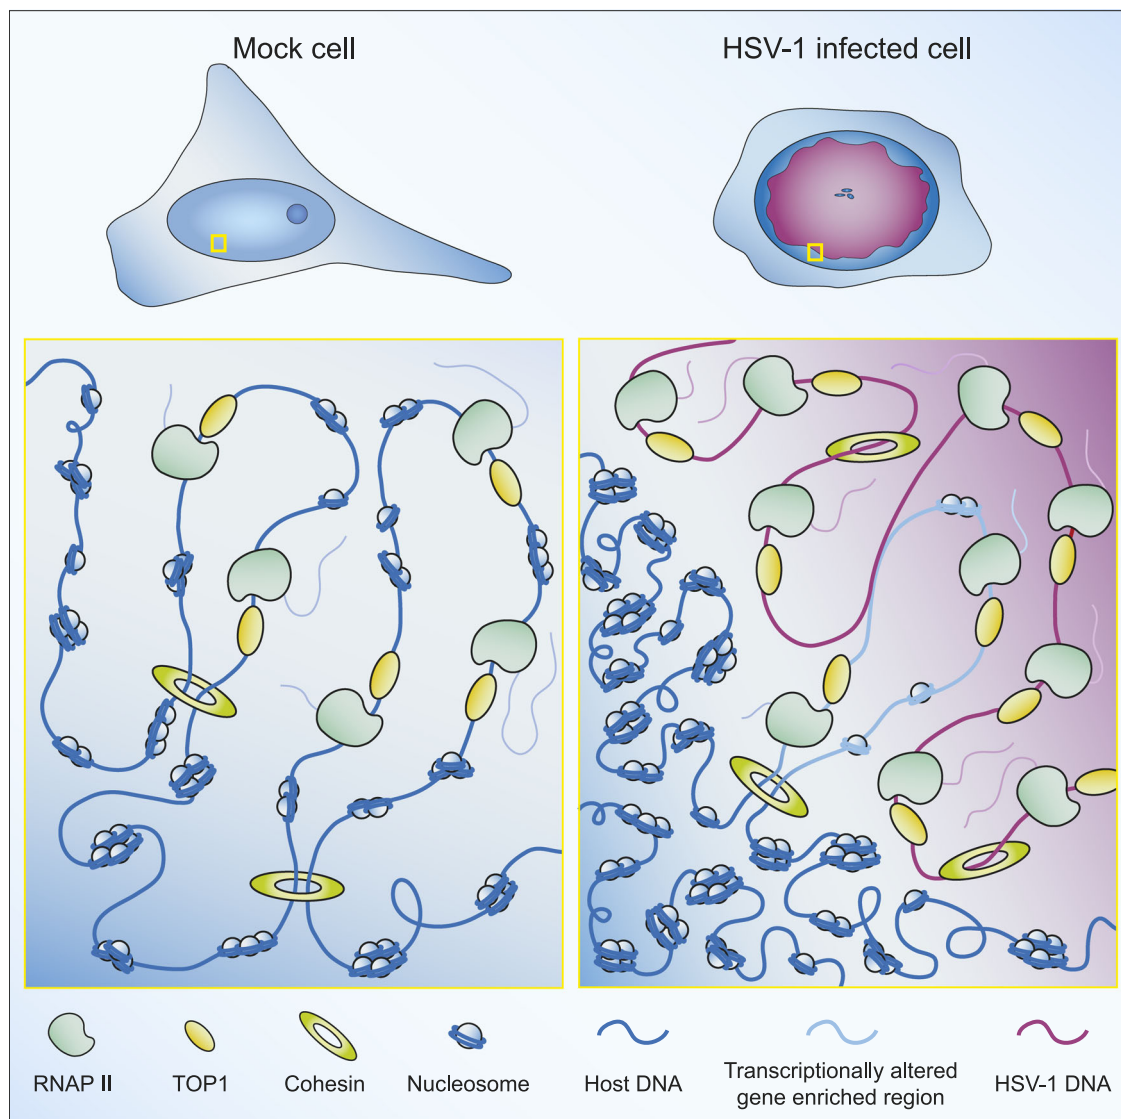 Mock cell
HSV-1 infected cell
RNAP II
TOP1
Cohesin
Nucleosome
Host DNA
Transcriptionally altered
gene enriched region
HSV-1 DNA